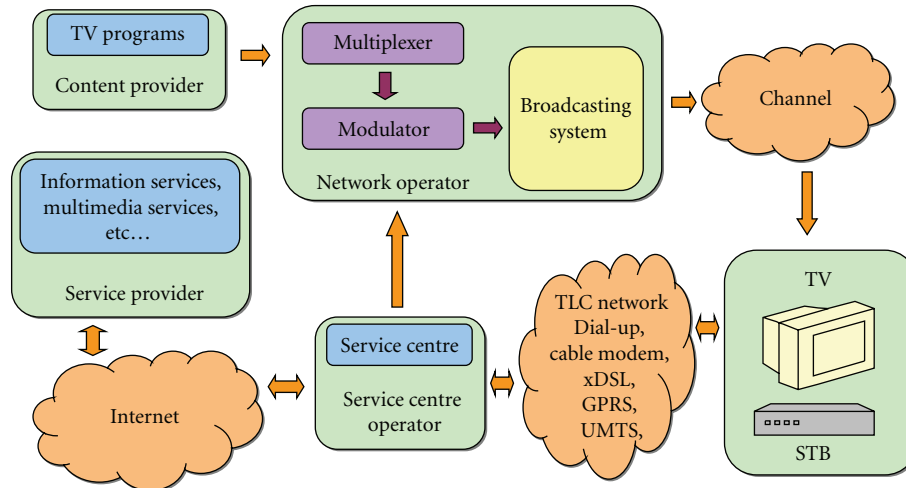 TV programs
Content provider
Multiplexer
Modulator
Broadcasting
system
Network operator
Channel
Information services,
multimedia services,
etc…
Service provider
Internet
Service centre
Service centre
operator
TLC network
Dial-up,
cable modem,
xDSL,
GPRS,
UMTS,
TV
STB